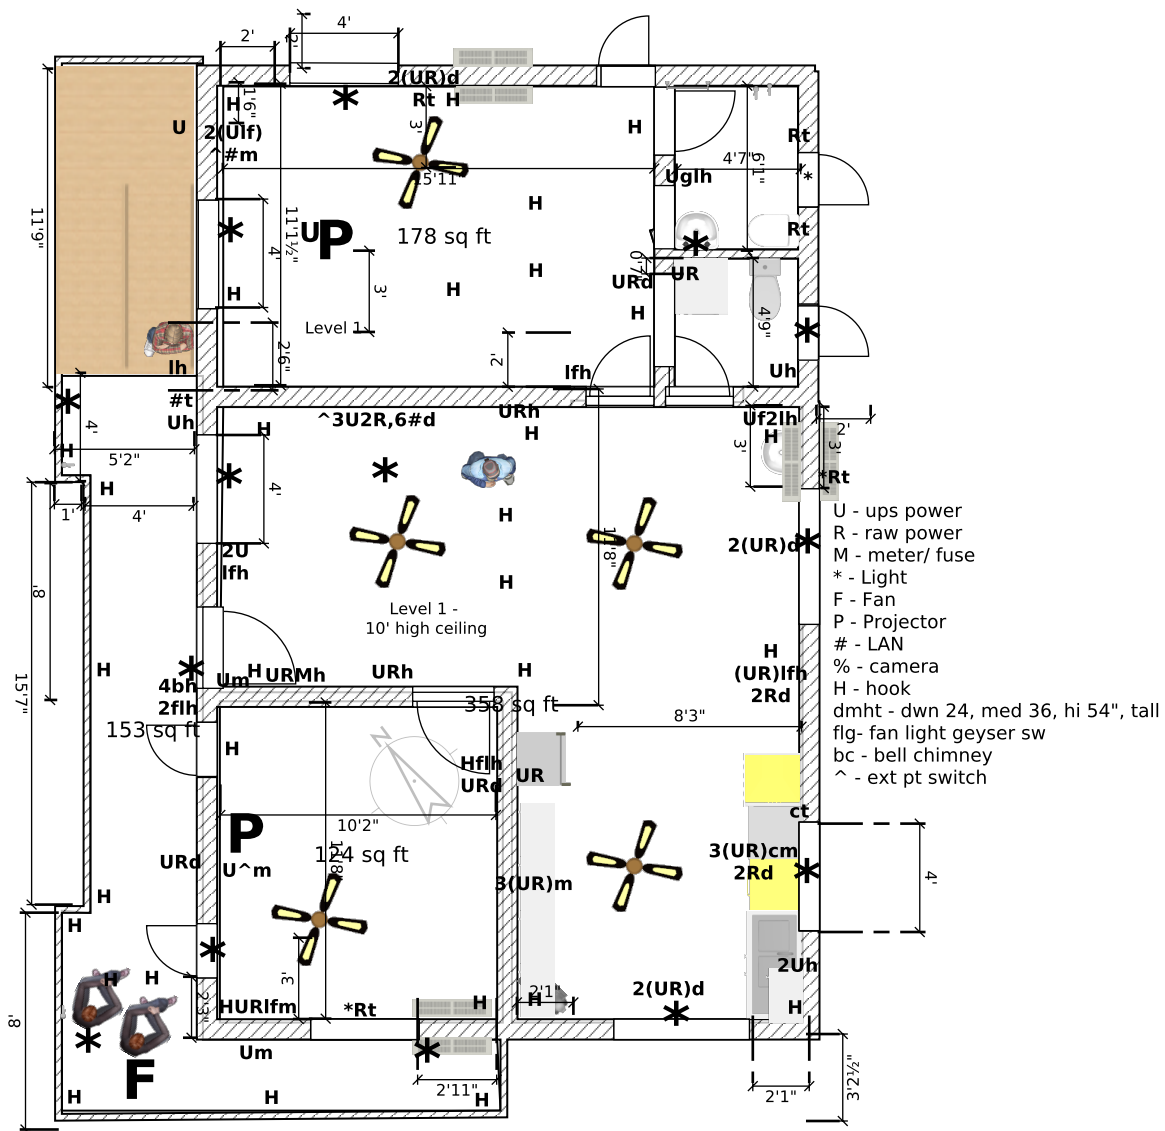 4'
2'
2'
2(UR)d
Rt H
H
1'6"
U
2(Ulf)
^#m
3'
H
Rt
4'7"
6'1"
15'11"
Uglh
*
H
11'9"
11'1½"
4'
U
P
178 sq ft
Rt
H
UR
URd
H
H
3'
H
4'9"
Level 1
2'
2'6"
lh
lfh
Uh
#t
Uh
^3U2R,6#d
URh
H
H
Uf2lh
H
2'
3'
3'
4'
H
5'2"
*Rt
4'
H
1'
4'
U - ups power
R - raw power
M - meter/ fuse
* - Light
F - Fan
P - Projector
# - LAN
% - camera
H - hook
dmht - dwn 24, med 36, hi 54", tall
flg- fan light geyser sw
bc - bell chimney
^ - ext pt switch
H
2U
lfh
2(UR)d
H
8'
Level 1 -
10' high ceiling
15'7"
H
4bh
2flh
Um
H
URMh
URh
H
H
(UR)lfh
2Rd
358 sq ft
8'3"
153 sq ft
H
Hflh
URd
UR
ct
10'2"
P
124 sq ft
URd
U^m
3(UR)cm
2Rd
4'
3(UR)m
H
H
H
H
3'
2'3"
HURlfm
*Rt
H
2'1"
H
2(UR)d
2Uh
H
8'
Um
F
2'11"
2'1"
3'2½"
H
H
H